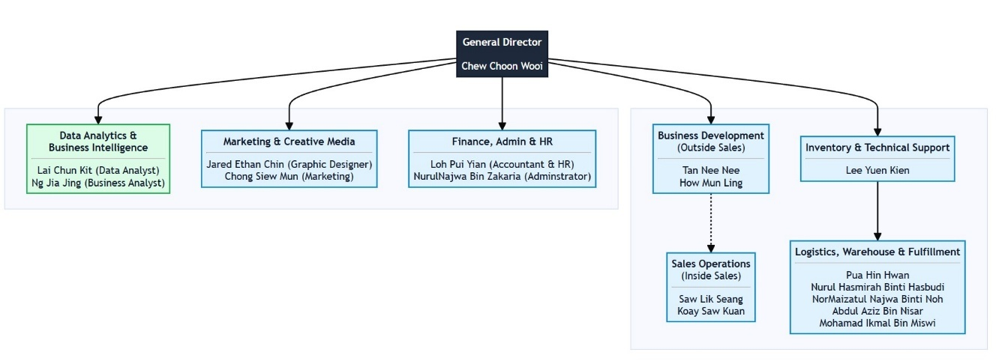 General Director
Chew Choon Wooi
Data Analytics &
Business Intelligence
Lai Chun Kit (Data Analyst)
Ng Jia Jing (Business Analyst)
Marketing & Creative Media
Jared Ethan Chin (Graphic Designer)
Chong Siew Mun (Marketing)
Finance, Admin & HR
Loh Pui Yian (Accountant & HR)
NurulNajwa Bin Zakaria (Adminstrator)
Business Development
(Outside Sales)
Tan Nee Nee
How Mun Ling
Inventory & Technical Support
Lee Yuen Kien
Sales Operations
(Inside Sales)
Saw Lik Seang
Koay Saw Kuan
Logistics, Warehouse & Fulfillment
Pua Hin Hwan
Nurul Hasmirah Binti Hasbudi
NorMaizatul Najwa Binti Noh
Abdul Aziz Bin Nisar
Mohamad Ikmal Bin Miswi